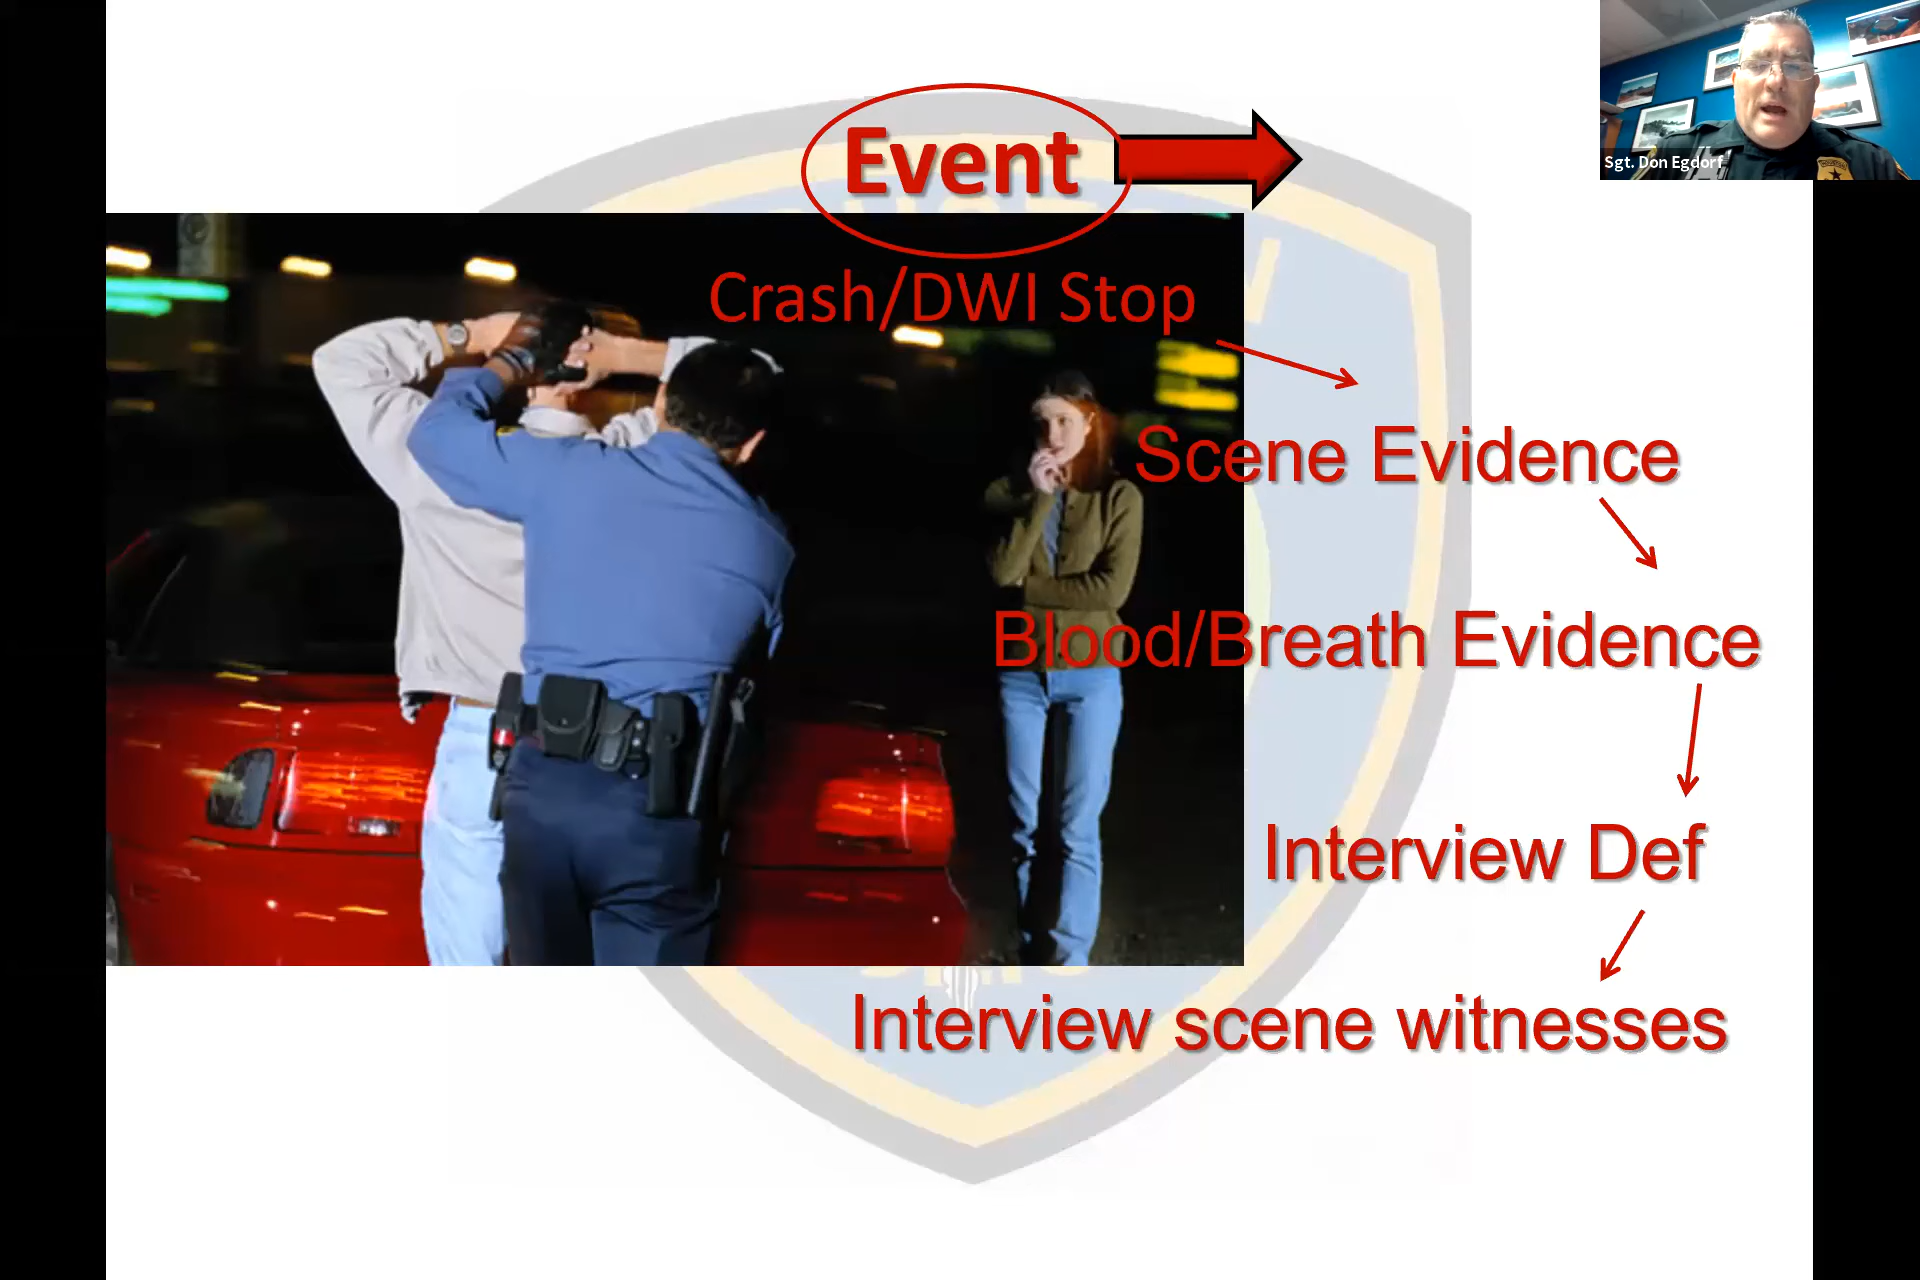 Event
Sgt. Don Egdorf
Crash/DWI Stop
Scene Evidence
Blood/Breath Evidence
Interview Def
Interview scene witnesses